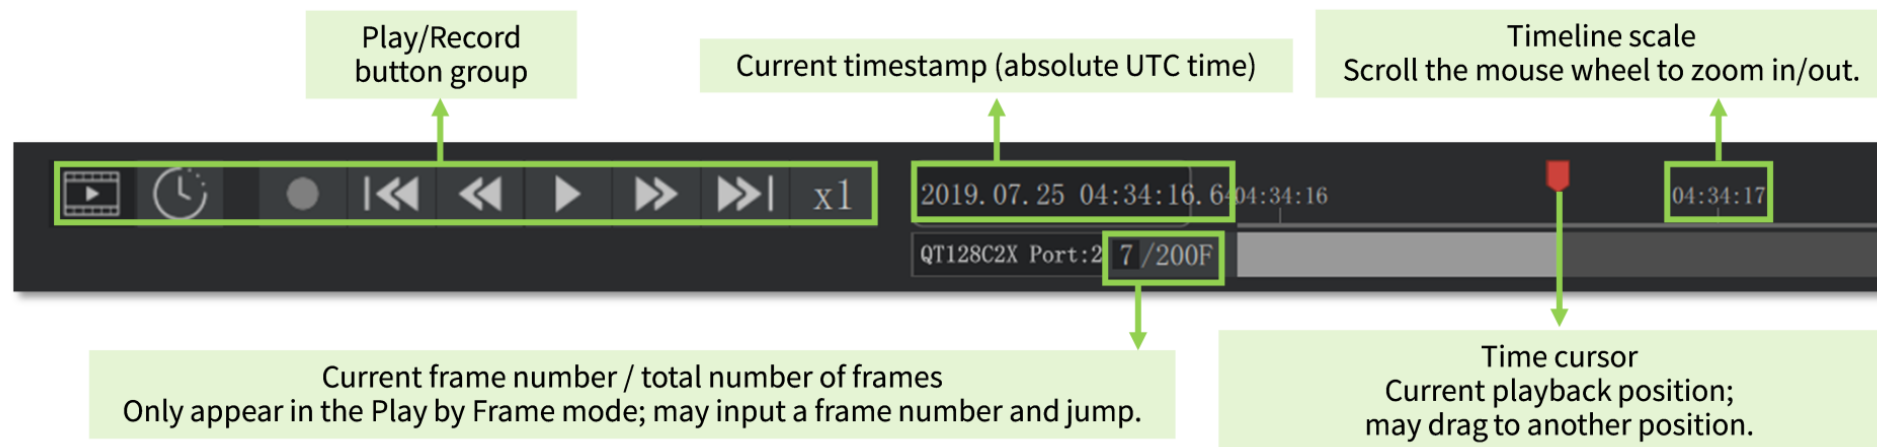 Play/Record
button group
Current timestamp (absolute UTC time)
Timeline scale
Scroll the mouse wheel to zoom in/out.
x1
2019.07.25 04:34:16.6
04:34:16
04:34:17
QT128C2X Port:2
7 /200F
Current frame number / total number of frames
Only appear in the Play by Frame mode; may input a frame number and jump.
Time cursor
Current playback position;
may drag to another position.